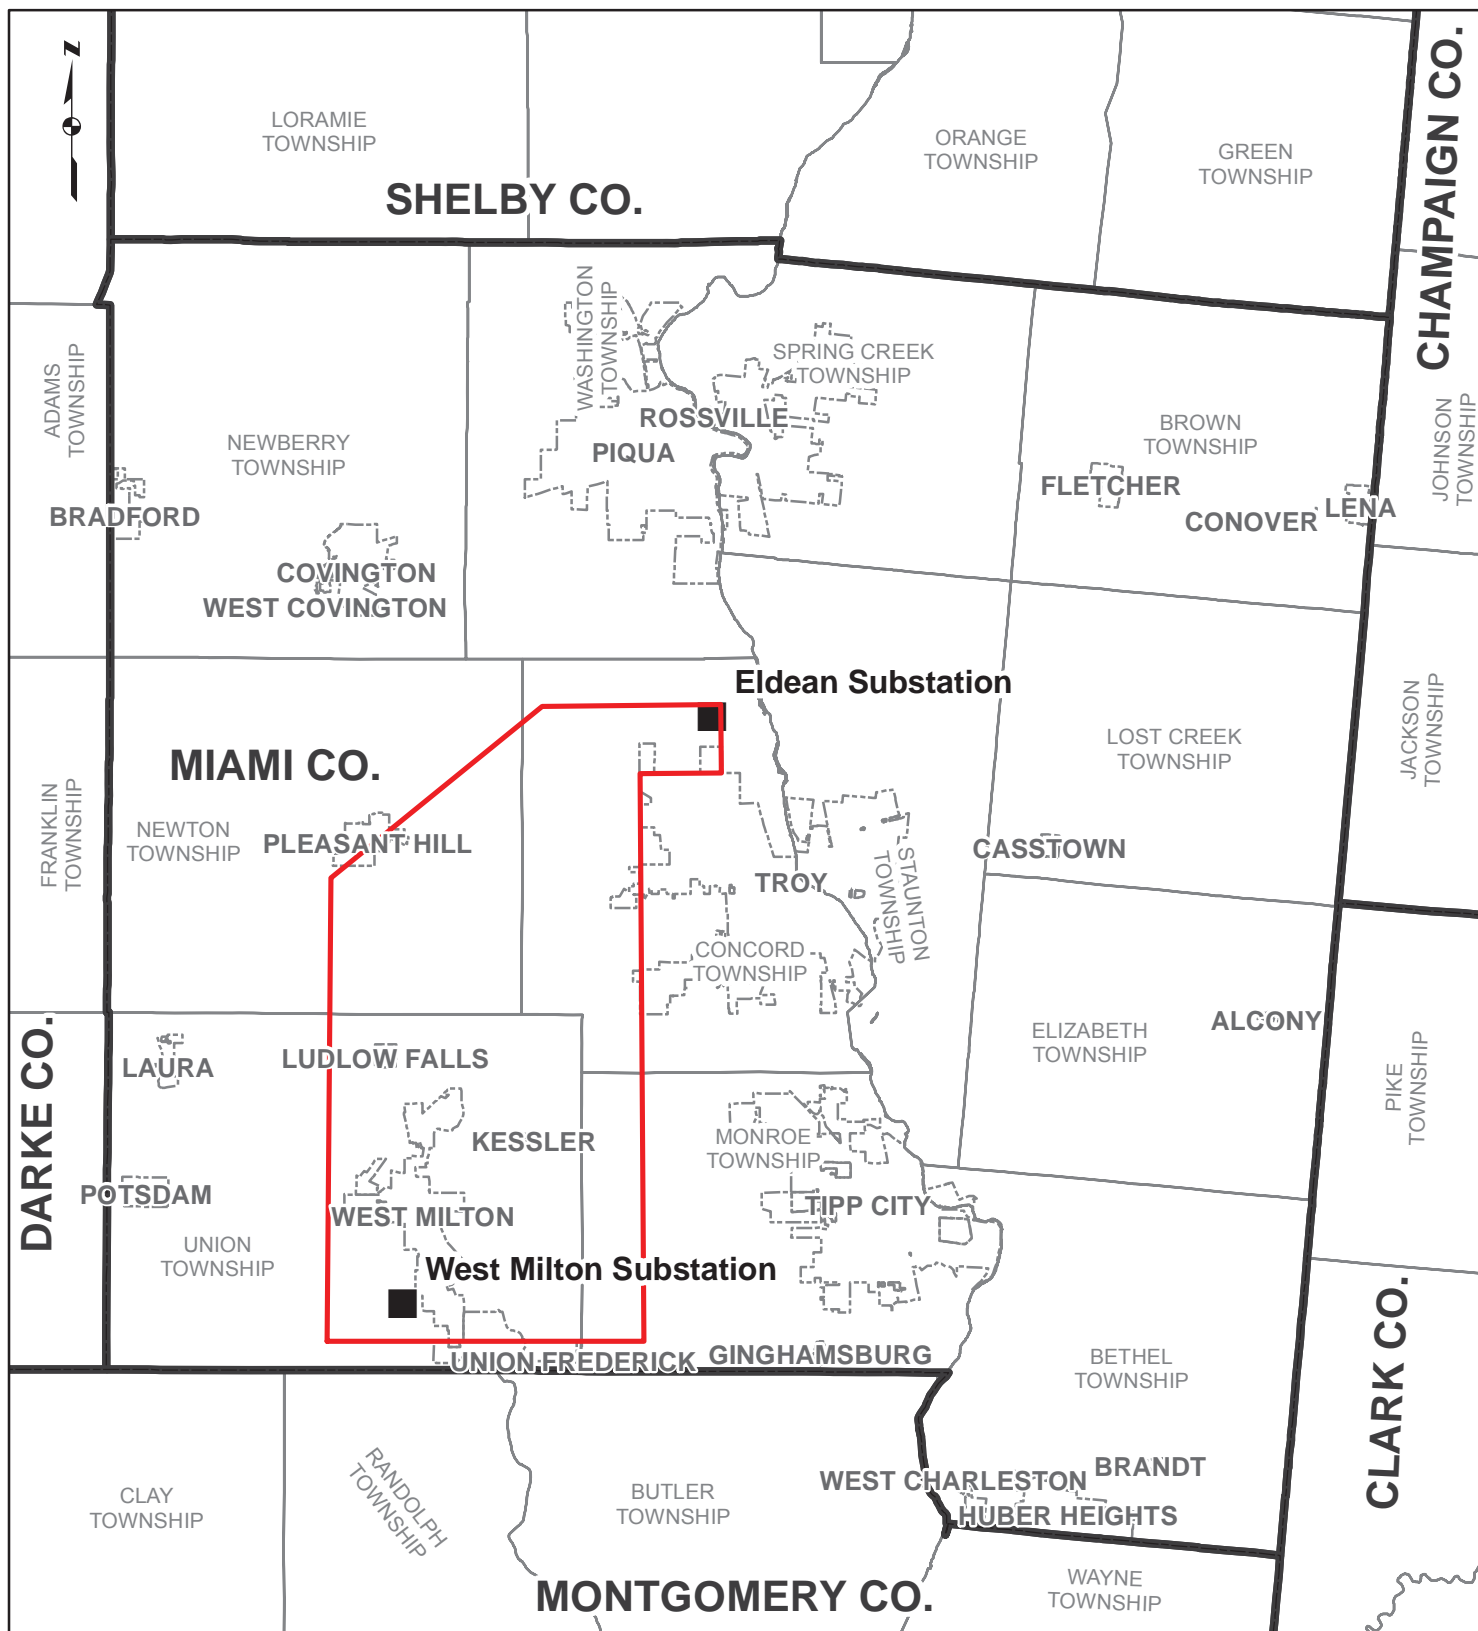 Z
LORAMIE
TOWNSHIP
ORANGE
TOWNSHIP
GREEN
TOWNSHIP
CHAMPAIGN CO.
SHELBY CO.
WASHINGTON
TOWNSHIP
SPRING CREEK
TOWNSHIP
ADAMS
TOWNSHIP
NEWBERRY
TOWNSHIP
ROSSVILLE
PIQUA
BROWN
TOWNSHIP
JOHNSON
TOWNSHIP
FLETCHER
LENA
CONOVER
BRADFORD
COVINGTON
WEST COVINGTON
Eldean Substation
MIAMI CO.
LOST CREEK
TOWNSHIP
JACKSON
TOWNSHIP
FRANKLIN
TOWNSHIP
NEWTON
TOWNSHIP
PLEASANT HILL
CASSTOWN
TROY
STAUNTON
TOWNSHIP
CONCORD
TOWNSHIP
ELIZABETH
TOWNSHIP
ALCONY
DARKE CO.
LAURA
LUDLOW FALLS
PIKE
TOWNSHIP
KESSLER
MONROE
TOWNSHIP
POTSDAM
WEST MILTON
TIPP CITY
UNION
TOWNSHIP
West Milton Substation
UNION FREDERICK
GINGHAMSBURG
BETHEL
TOWNSHIP
CLARK CO.
CLAY
TOWNSHIP
RANDOLPH
TOWNSHIP
BUTLER
TOWNSHIP
WEST CHARLESTON
BRANDT
HUBER HEIGHTS
MONTGOMERY CO.
WAYNE
TOWNSHIP